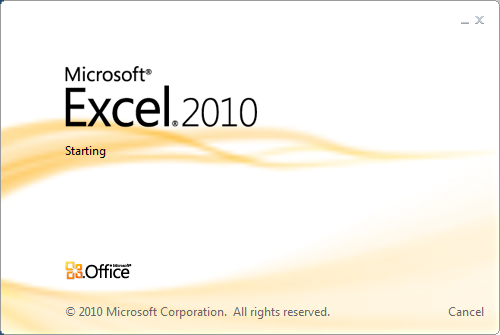 Microsoft®
Excel® 2010
Starting
Microsoft®
Office
© 2010 Microsoft Corporation. All rights reserved. Cancel